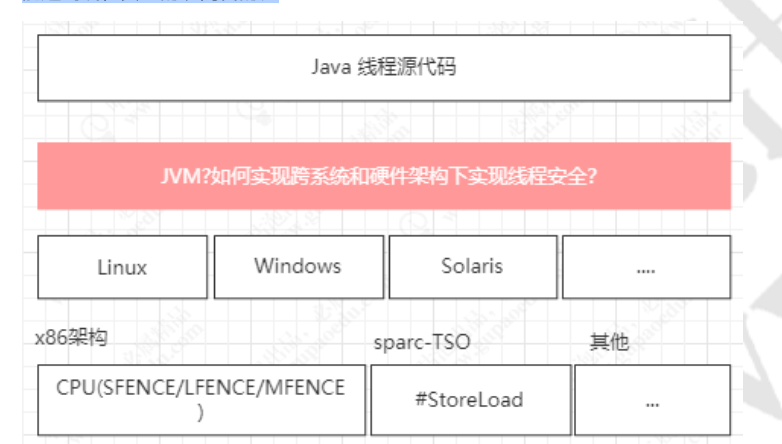 Java 线程源代码
JVM?如何实现跨系统和硬件架构下实现线程安全?
Linux
Windows
Solaris
....
x86架构
sparc-TSO
其他
CPU(SFENCE/LFENCE/MFENCE
)
#StoreLoad
...